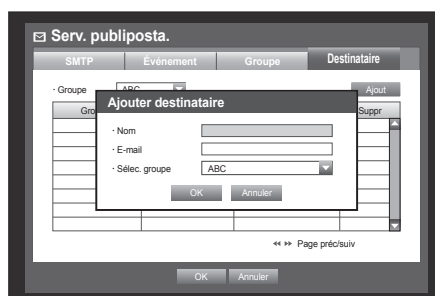 Serv. publiposta.
SMTP Événement Groupe Destinataire
· Groupe ABC Ajout
Gro Suppr
Ajouter destinataire
· Nom
· E-mail
· Sélec. groupe ABC
OK Annuler
Page préc/suiv
OK Annuler